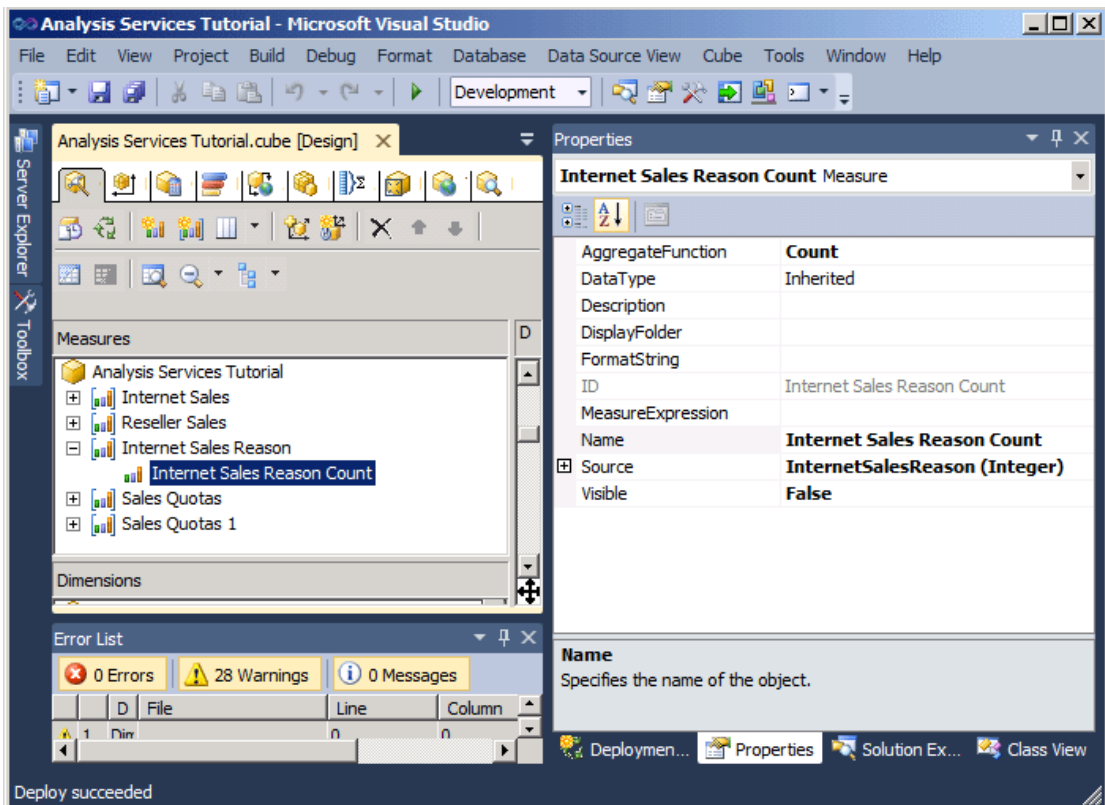 Analysis Services Tutorial - Microsoft Visual Studio
File Edit View Project Build Debug Format Database Data Source View Cube Tools Window Help
Development
Server Explorer
Toolbox
Analysis Services Tutorial.cube [Design]
Measures
D
Analysis Services Tutorial
Internet Sales
Reseller Sales
Internet Sales Reason
Internet Sales Reason Count
Sales Quotas
Sales Quotas 1
Dimensions
Error List
0 Errors 28 Warnings 0 Messages
D File Line Column
1 Dim 0 0
Properties
Internet Sales Reason Count Measure
AggregateFunction Count
DataType Inherited
Description
DisplayFolder
FormatString
ID Internet Sales Reason Count
MeasureExpression
Name Internet Sales Reason Count
Source InternetSalesReason (Integer)
Visible False
Name
Specifies the name of the object.
Deploymen... Properties Solution Ex... Class View
Deploy succeeded